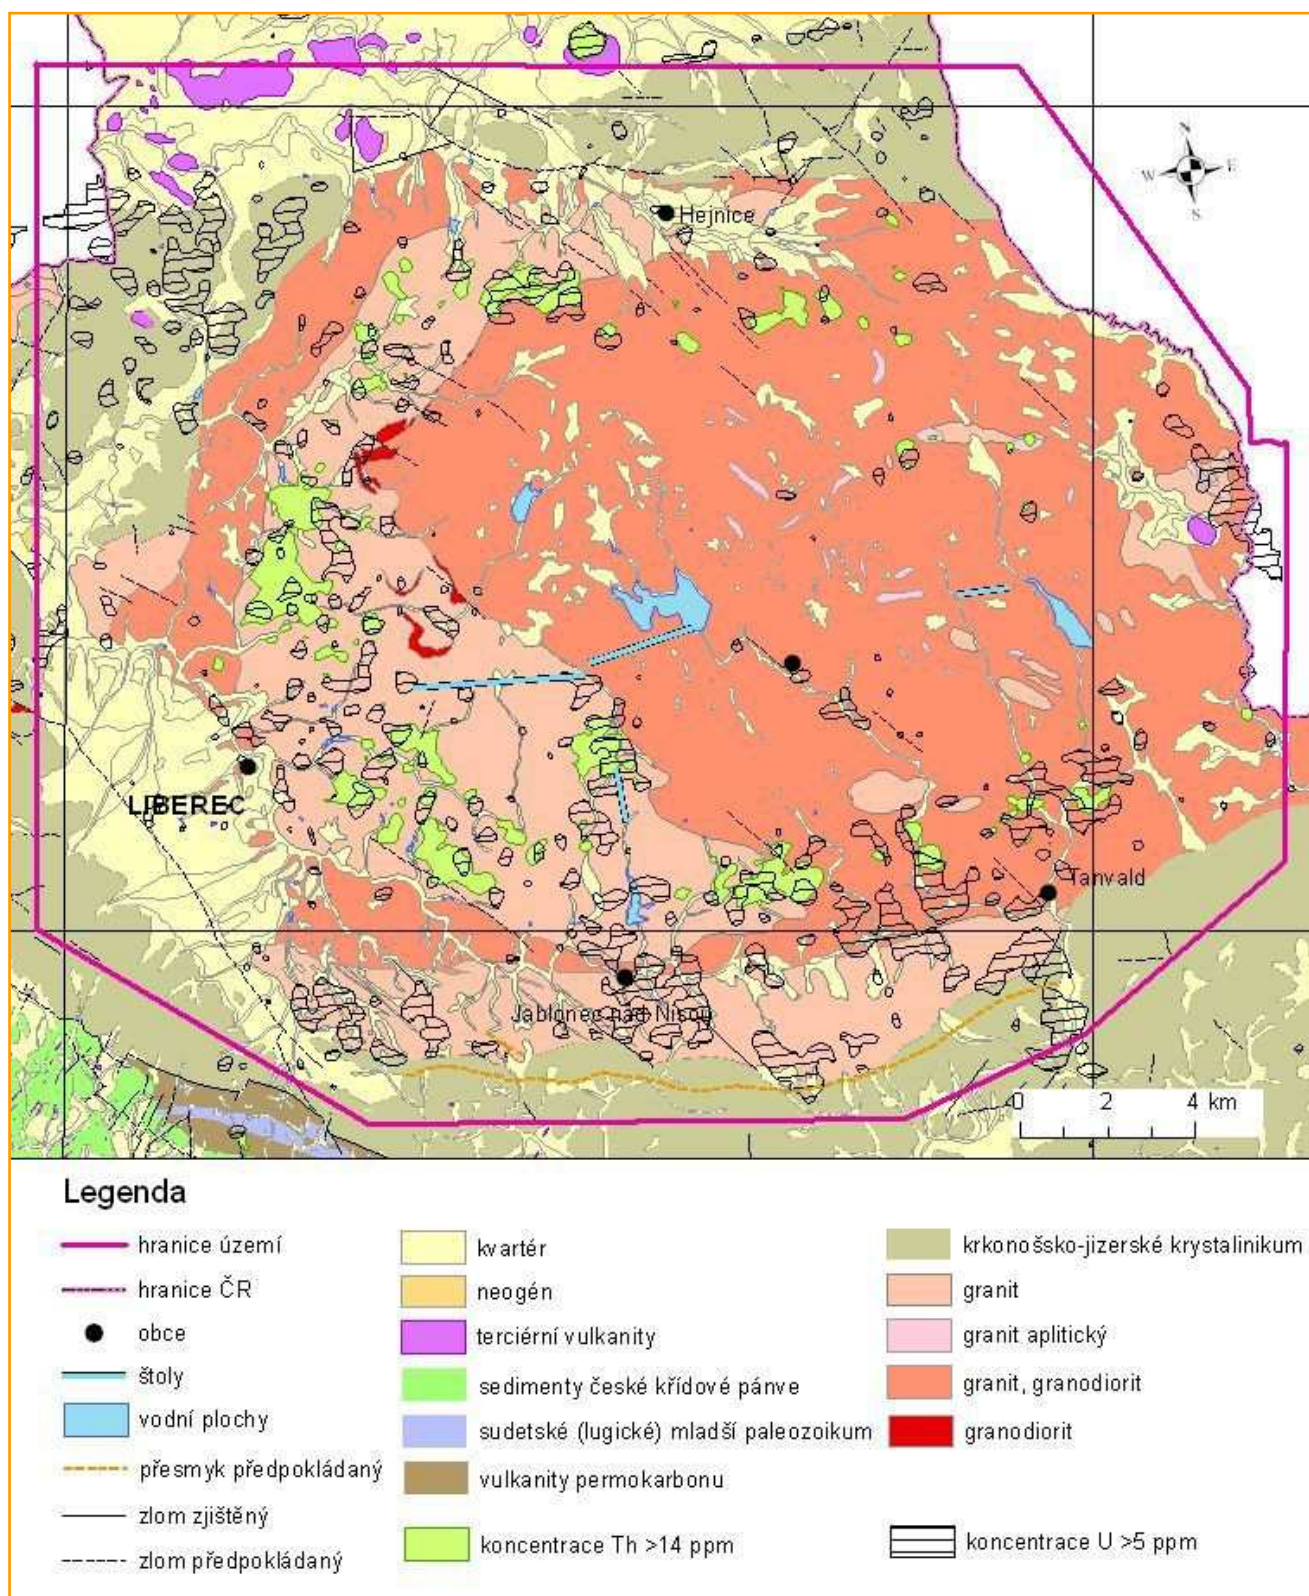 N
W E
S
Hejnice
LIBEREC
Tanvald
Jablonec nad Nisou
0 2 4 km
Legenda
hranice území
hranice ČR
obce
štoly
vodní plochy
přesmyk předpokládaný
zlom zjištěný
zlom předpokládaný
kvartér
neogén
terciérní vulkanity
sedimenty české křídové pánve
sudetské (lugické) mladší paleozoikum
vulkanity permokarbonu
koncentrace Th >14 ppm
krkonošsko-jizerské krystalinikum
granit
granit aplitický
granit, granodiorit
granodiorit
koncentrace U >5 ppm